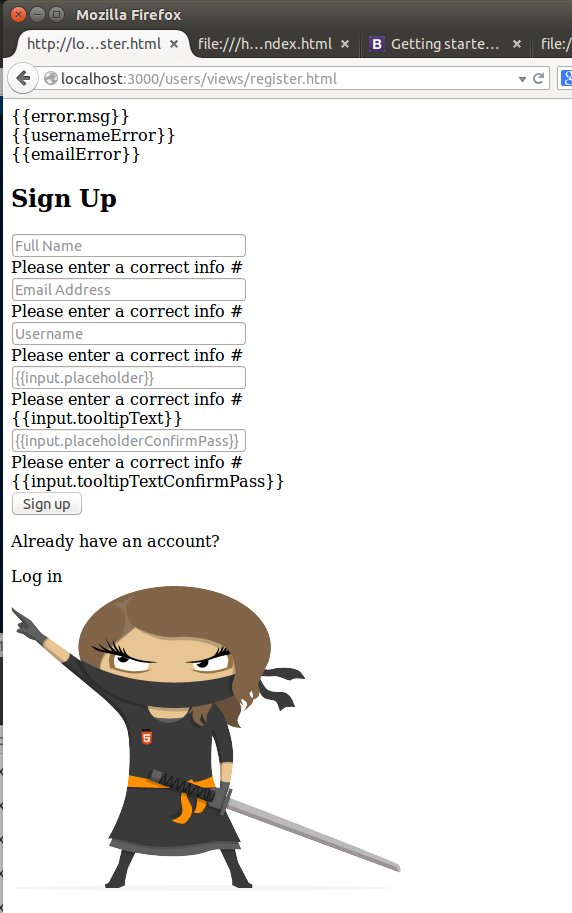 Mozilla Firefox
http://lo...ster.html
file:///h...ndex.html
B Getting starte...
file:/
localhost:3000/users/views/register.html
{{error.msg}}
{{usernameError}}
{{emailError}}
Sign Up
Full Name
Please enter a correct info #
Email Address
Please enter a correct info #
Username
Please enter a correct info #
{{input.placeholder}}
Please enter a correct info #
{{input.tooltipText}}
{{input.placeholderConfirmPass}}
Please enter a correct info #
{{input.tooltipTextConfirmPass}}
Sign up
Already have an account?
Log in
5